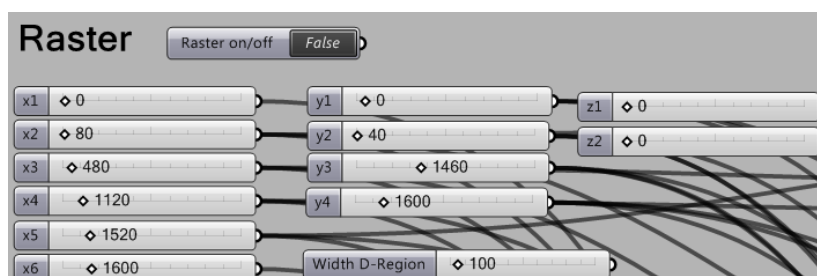 Raster
Raster on/off False
x1 0 y1 0 z1 0
x2 80 y2 40 z2 0
x3 480 y3 1460
x4 1120 y4 1600
x5 1520
x6 1600 Width D-Region 100